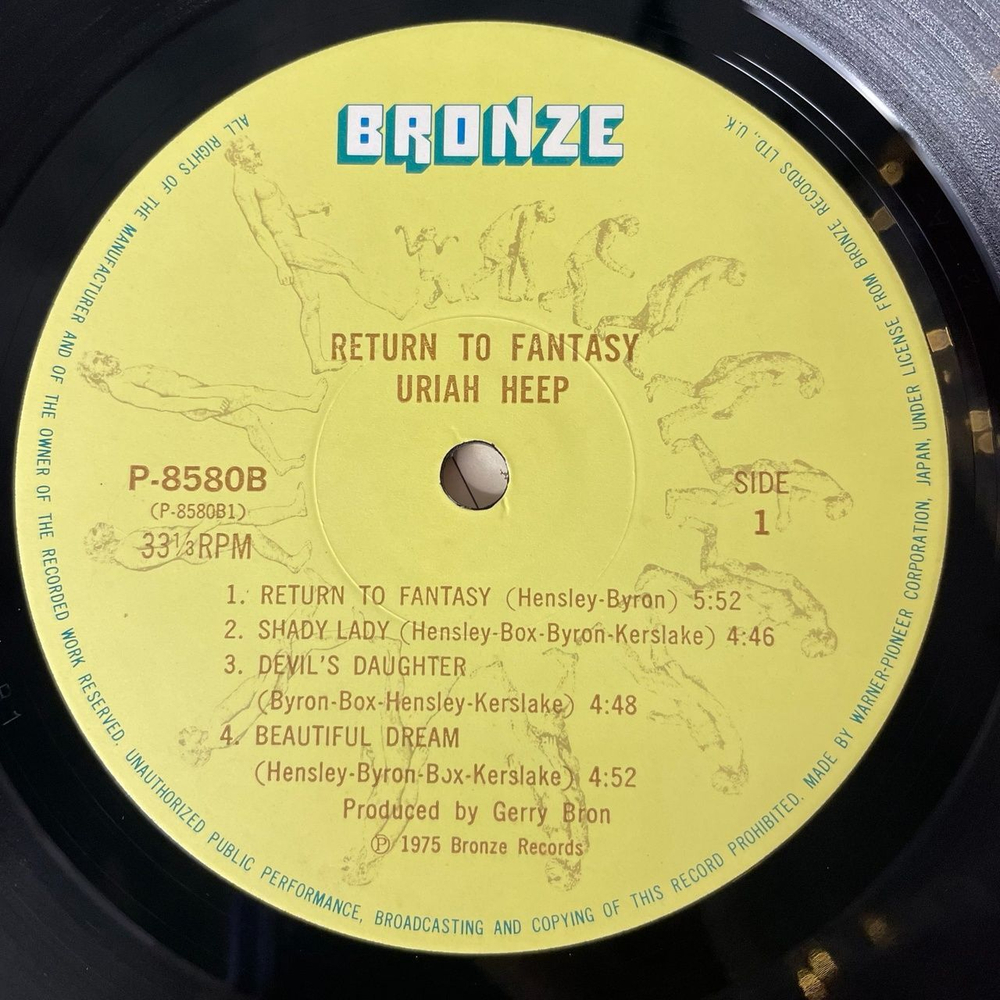 BRONZE
RETURN TO FANTASY
URIAH HEEP
P-8580B
(P-8580B1)
33⅓RPM
SIDE
1
1. RETURN TO FANTASY (Hensley-Byron) 5:52
2. SHADY LADY (Hensley-Box-Byron-Kerslake) 4:46
3. DEVIL'S DAUGHTER
(Byron-Box-Hensley-Kerslake) 4:48
4. BEAUTIFUL DREAM
(Hensley-Byron-Box-Kerslake) 4:52
Produced by Gerry Bron
Ⓟ 1975 Bronze Records
ALL RIGHTS OF THE MANUFACTURER AND OF THE OWNER OF THE RECORDED WORK RESERVED. UNAUTHORIZED PUBLIC PERFORMANCE, BROADCASTING AND COPYING OF THIS RECORD PROHIBITED. MADE BY WARNER-PIONEER CORPORATION, JAPAN, UNDER LICENSE FROM BRONZE RECORDS LTD., U.K.